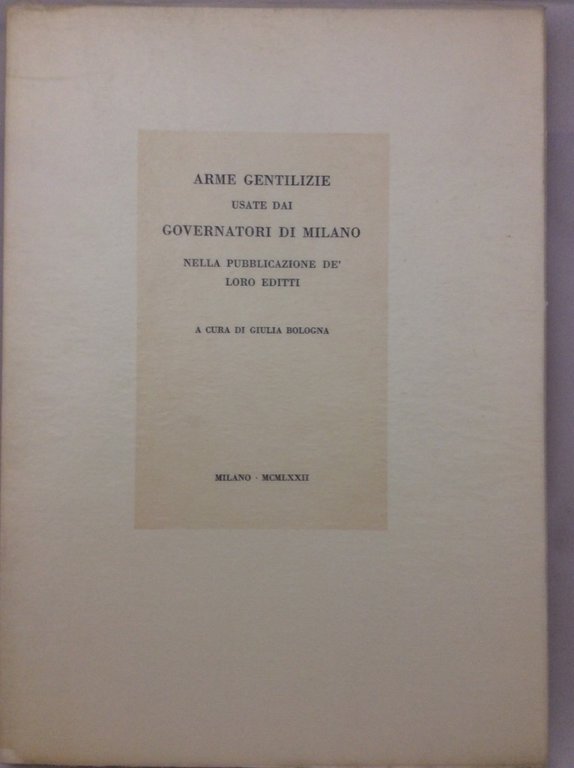 ARME GENTILIZIE
USATE DAI
GOVERNATORI DI MILANO
NELLA PUBBLICAZIONE DE'
LORO EDITTI
A CURA DI GIULIA BOLOGNA
MILANO · MCMLXXII